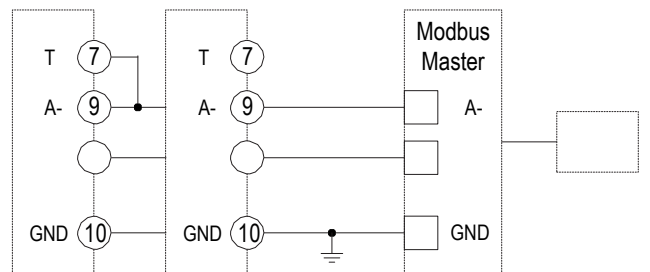 Modbus
Master
T 7
T 7
A- 9
A- 9
A-
GND 10
GND 10
GND